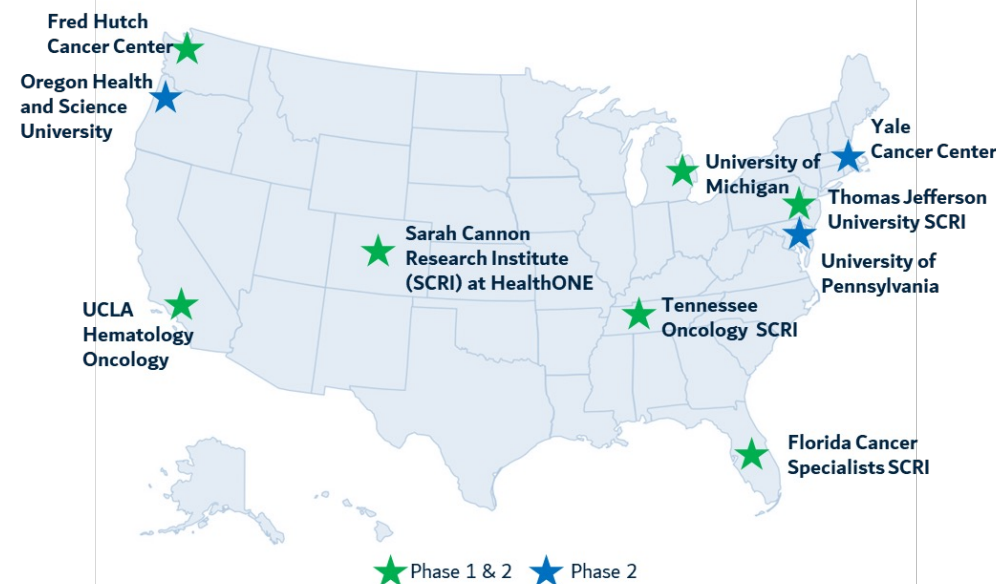 Fred Hutch
Cancer Center
Oregon Health
and Science
University
Yale
Cancer Center
University of
Michigan
Thomas Jefferson
University SCRI
Sarah Cannon
Research Institute
(SCRI) at HealthONE
University of
Pennsylvania
UCLA
Hematology
Oncology
Tennessee
Oncology SCRI
Florida Cancer
Specialists SCRI
Phase 1 & 2
Phase 2